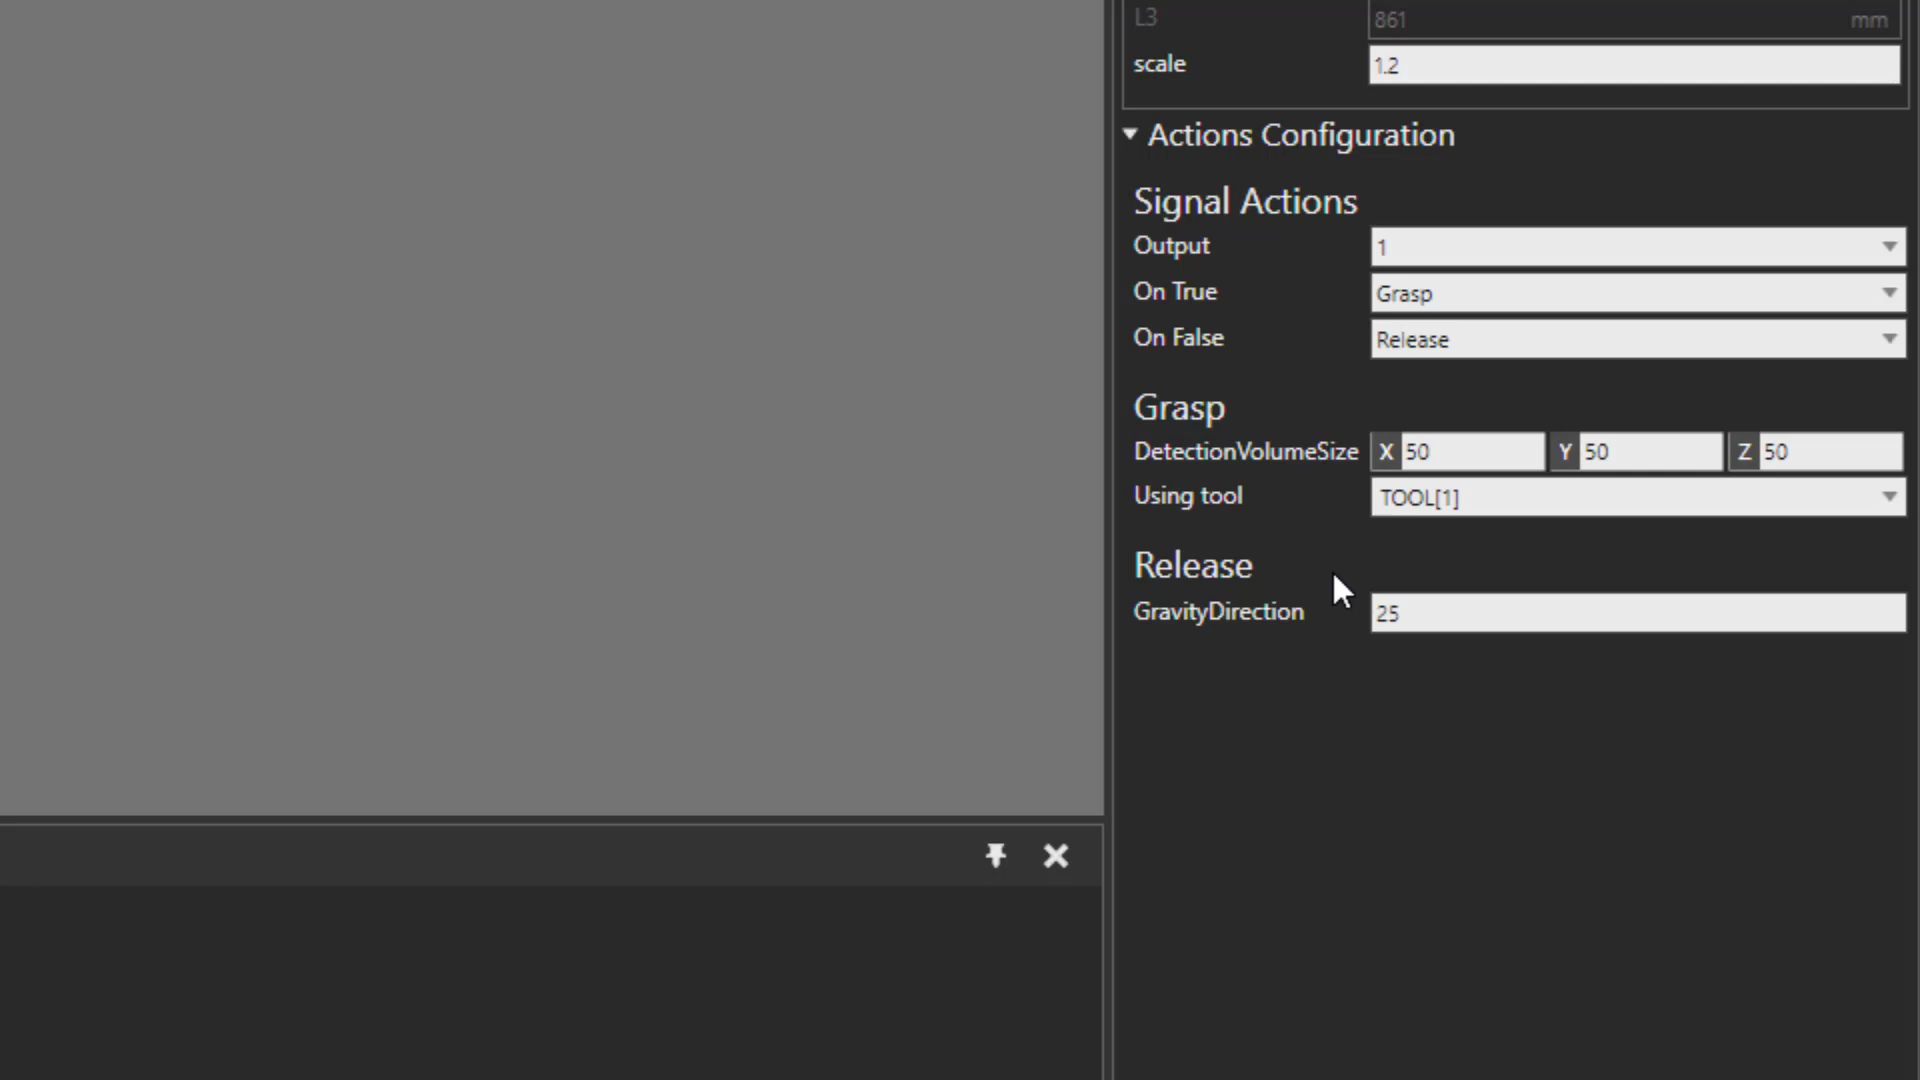 L3 861 mm
scale 1.2
Actions Configuration
Signal Actions
Output 1
On True Grasp
On False Release
Grasp
DetectionVolumeSize X 50 Y 50 Z 50
Using tool TOOL[1]
Release
GravityDirection 25